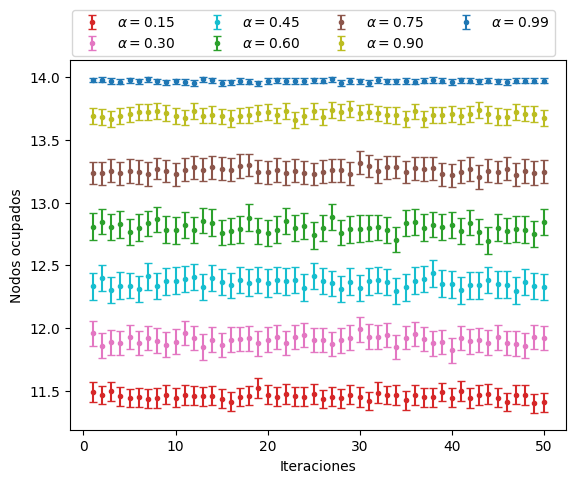 α = 0.15 α = 0.45 α = 0.75 α = 0.99
α = 0.30 α = 0.60 α = 0.90
14.0
13.5
13.0
12.5
12.0
11.5
Nodos ocupados
0 10 20 30 40 50
Iteraciones